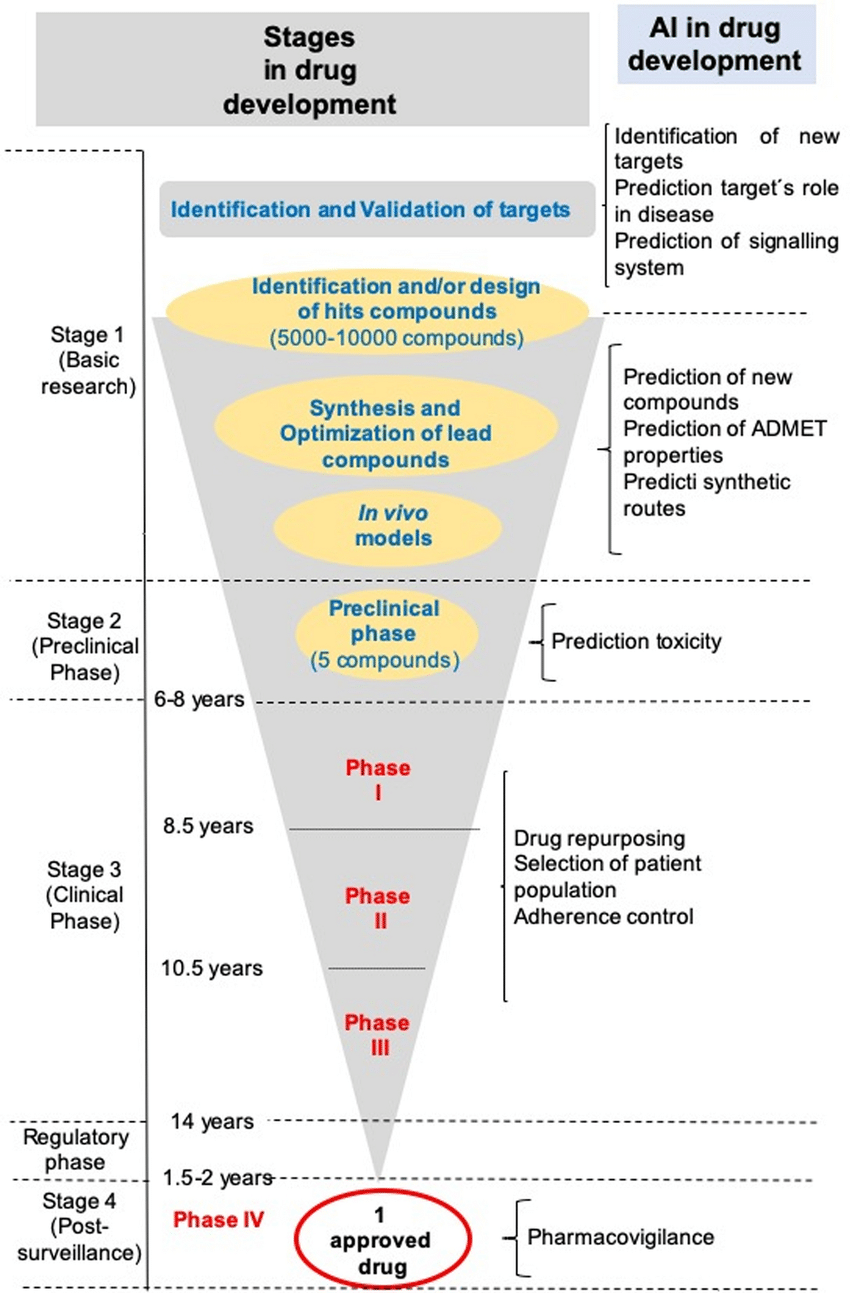 Stages
in drug
development
AI in drug
development
Identification of new
targets
Prediction target´s role
in disease
Prediction of signalling
system
Identification and Validation of targets
Identification and/or design
of hits compounds
(5000-10000 compounds)
Stage 1
(Basic
research)
Synthesis and
Optimization of lead
compounds
Prediction of new
compounds
Prediction of ADMET
properties
Predicti synthetic
routes
In vivo
models
Stage 2
(Preclinical
Phase)
Preclinical
phase
(5 compounds)
Prediction toxicity
6-8 years
Phase
I
8.5 years
Stage 3
(Clinical
Phase)
Phase
II
Drug repurposing
Selection of patient
population
Adherence control
10.5 years
Phase
III
14 years
Regulatory
phase
1.5-2 years
Stage 4
(Post-
surveillance)
Phase IV
1
approved
drug
Pharmacovigilance